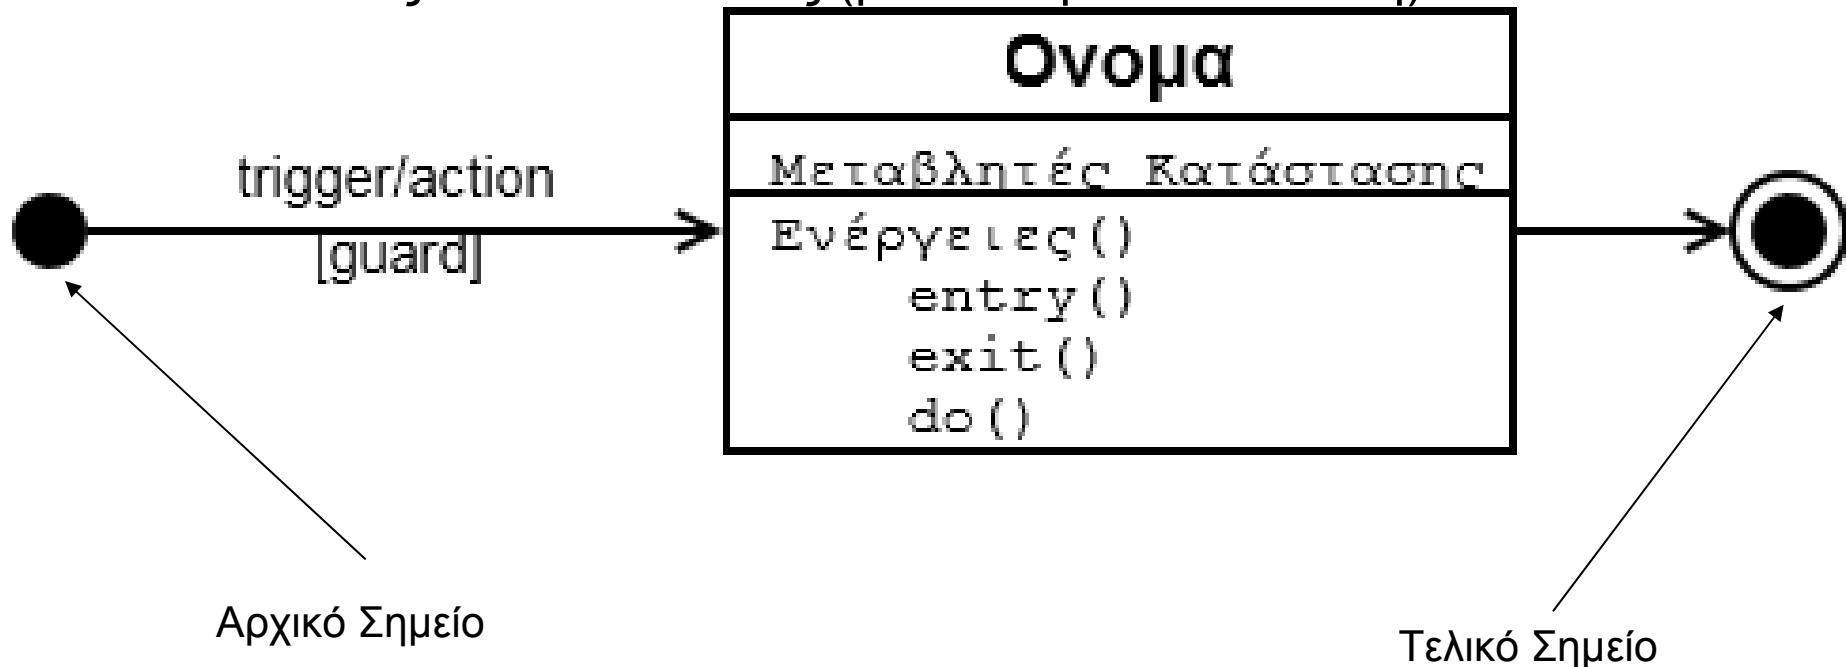 Ονομα
trigger/action
[guard]
Μεταβλητές Κατάστασης
Ενέργειες()
entry()
exit()
do()
Αρχικό Σημείο
Τελικό Σημείο